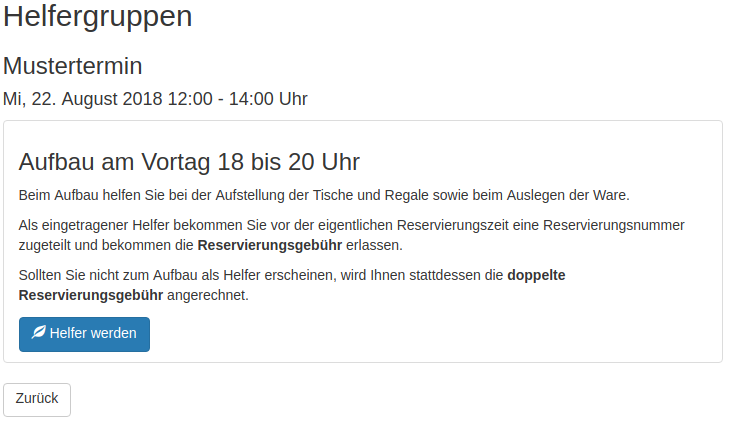 Helfergruppen
Mustertermin
Mi, 22. August 2018 12:00 - 14:00 Uhr
Aufbau am Vortag 18 bis 20 Uhr
Beim Aufbau helfen Sie bei der Aufstellung der Tische und Regale sowie beim Auslegen der Ware.
Als eingetragener Helfer bekommen Sie vor der eigentlichen Reservierungszeit eine Reservierungsnummer
zugeteilt und bekommen die Reservierungsgebühr erlassen.
Sollten Sie nicht zum Aufbau als Helfer erscheinen, wird Ihnen stattdessen die doppelte
Reservierungsgebühr angerechnet.
Helfer werden
Zurück